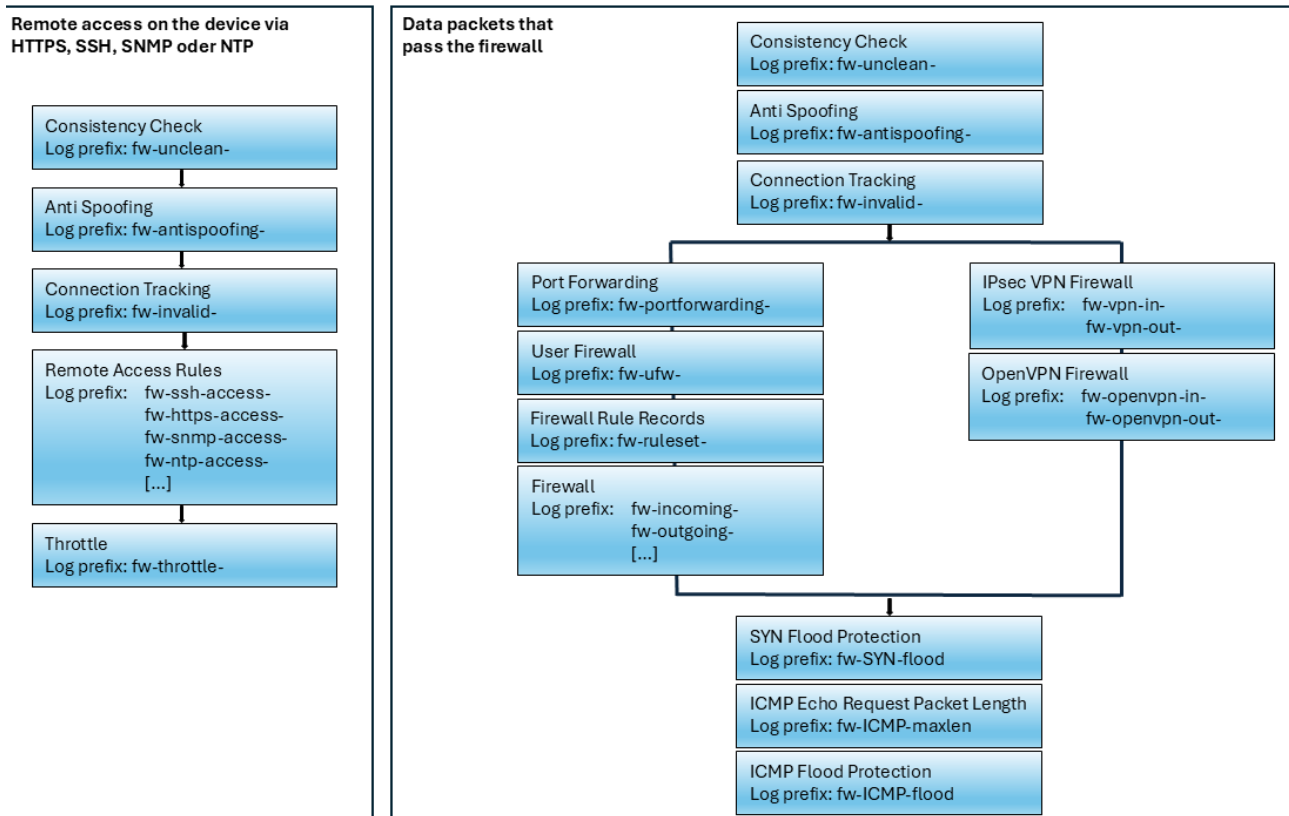 Remote access on the device via
HTTPS, SSH, SNMP oder NTP
Consistency Check
Log prefix: fw-unclean-
Anti Spoofing
Log prefix: fw-antispoofing-
Connection Tracking
Log prefix: fw-invalid-
Remote Access Rules
Log prefix: fw-ssh-access-
fw-https-access-
fw-snmp-access-
fw-ntp-access-
[...]
Throttle
Log prefix: fw-throttle-
Data packets that
pass the firewall
Consistency Check
Log prefix: fw-unclean-
Anti Spoofing
Log prefix: fw-antispoofing-
Connection Tracking
Log prefix: fw-invalid-
Port Forwarding
Log prefix: fw-portforwarding-
User Firewall
Log prefix: fw-ufw-
Firewall Rule Records
Log prefix: fw-ruleset-
Firewall
Log prefix: fw-incoming-
fw-outgoing-
[...]
IPsec VPN Firewall
Log prefix: fw-vpn-in-
fw-vpn-out-
OpenVPN Firewall
Log prefix: fw-openvpn-in-
fw-openvpn-out-
SYN Flood Protection
Log prefix: fw-SYN-flood
ICMP Echo Request Packet Length
Log prefix: fw-ICMP-maxlen
ICMP Flood Protection
Log prefix: fw-ICMP-flood